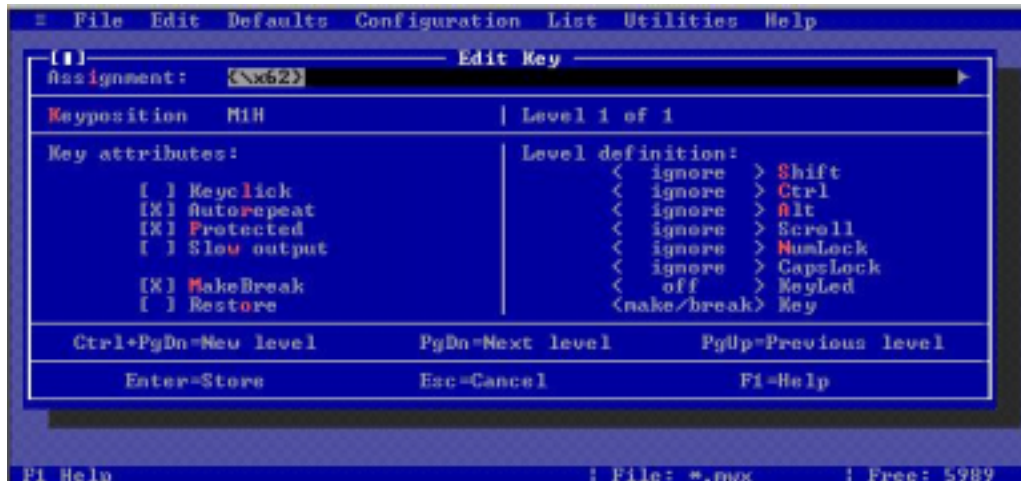 ≡ File Edit Defaults Configuration List Utilities Help
[▮] Edit Key
Assignment: {\x62}
Keyposition M1H | Level 1 of 1
Key attributes: Level definition:
< ignore > Shift
[ ] Keyclick < ignore > Ctrl
[X] Autorepeat < ignore > Alt
[X] Protected < ignore > Scroll
[ ] Slow output < ignore > NumLock
< ignore > CapsLock
[X] MakeBreak < off > KeyLed
[ ] Restore <make/break> Key
Ctrl+PgDn=New level PgDn=Next level PgUp=Previous level
Enter=Store Esc=Cancel F1=Help
F1 Help | File: *.mwx | Free: 5989